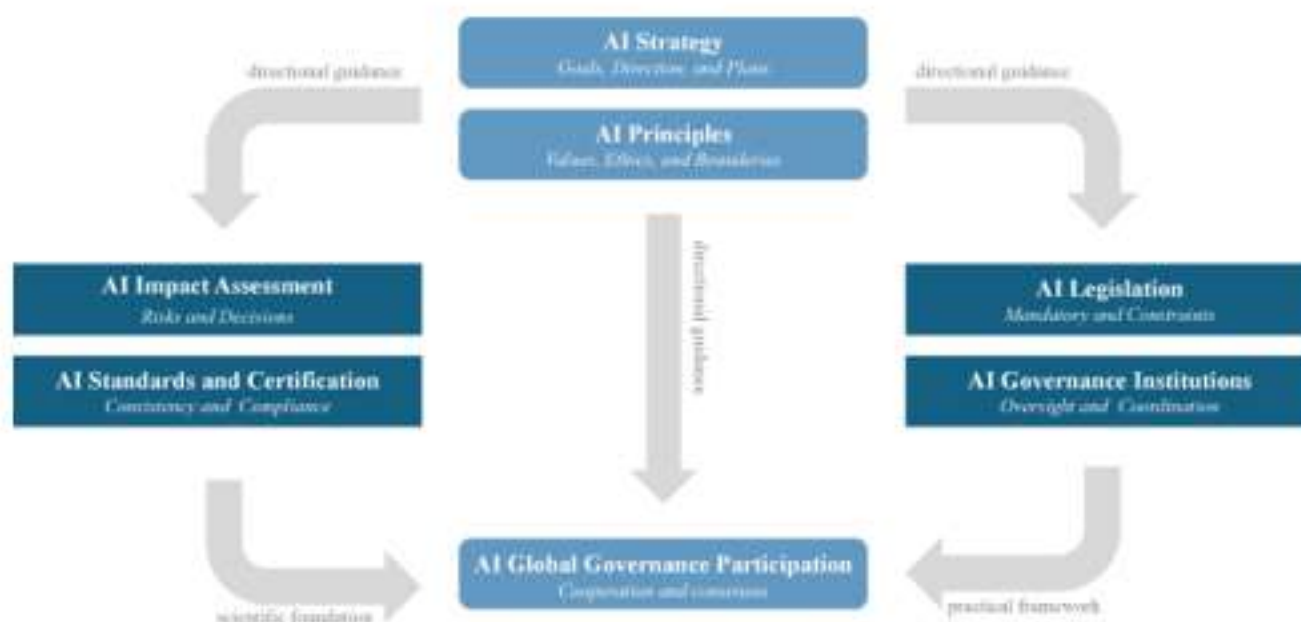 AI Strategy
Goals, Direction, and Plans
directional guidance
directional guidance
AI Principles
Values, Ethics, and Boundaries
directional guidance
AI Impact Assessment
Risks and Decisions
AI Standards and Certification
Consistency and Compliance
AI Legislation
Mandatory and Constraints
AI Governance Institutions
Oversight and Coordination
AI Global Governance Participation
Cooperation and consensus
scientific foundation
practical framework